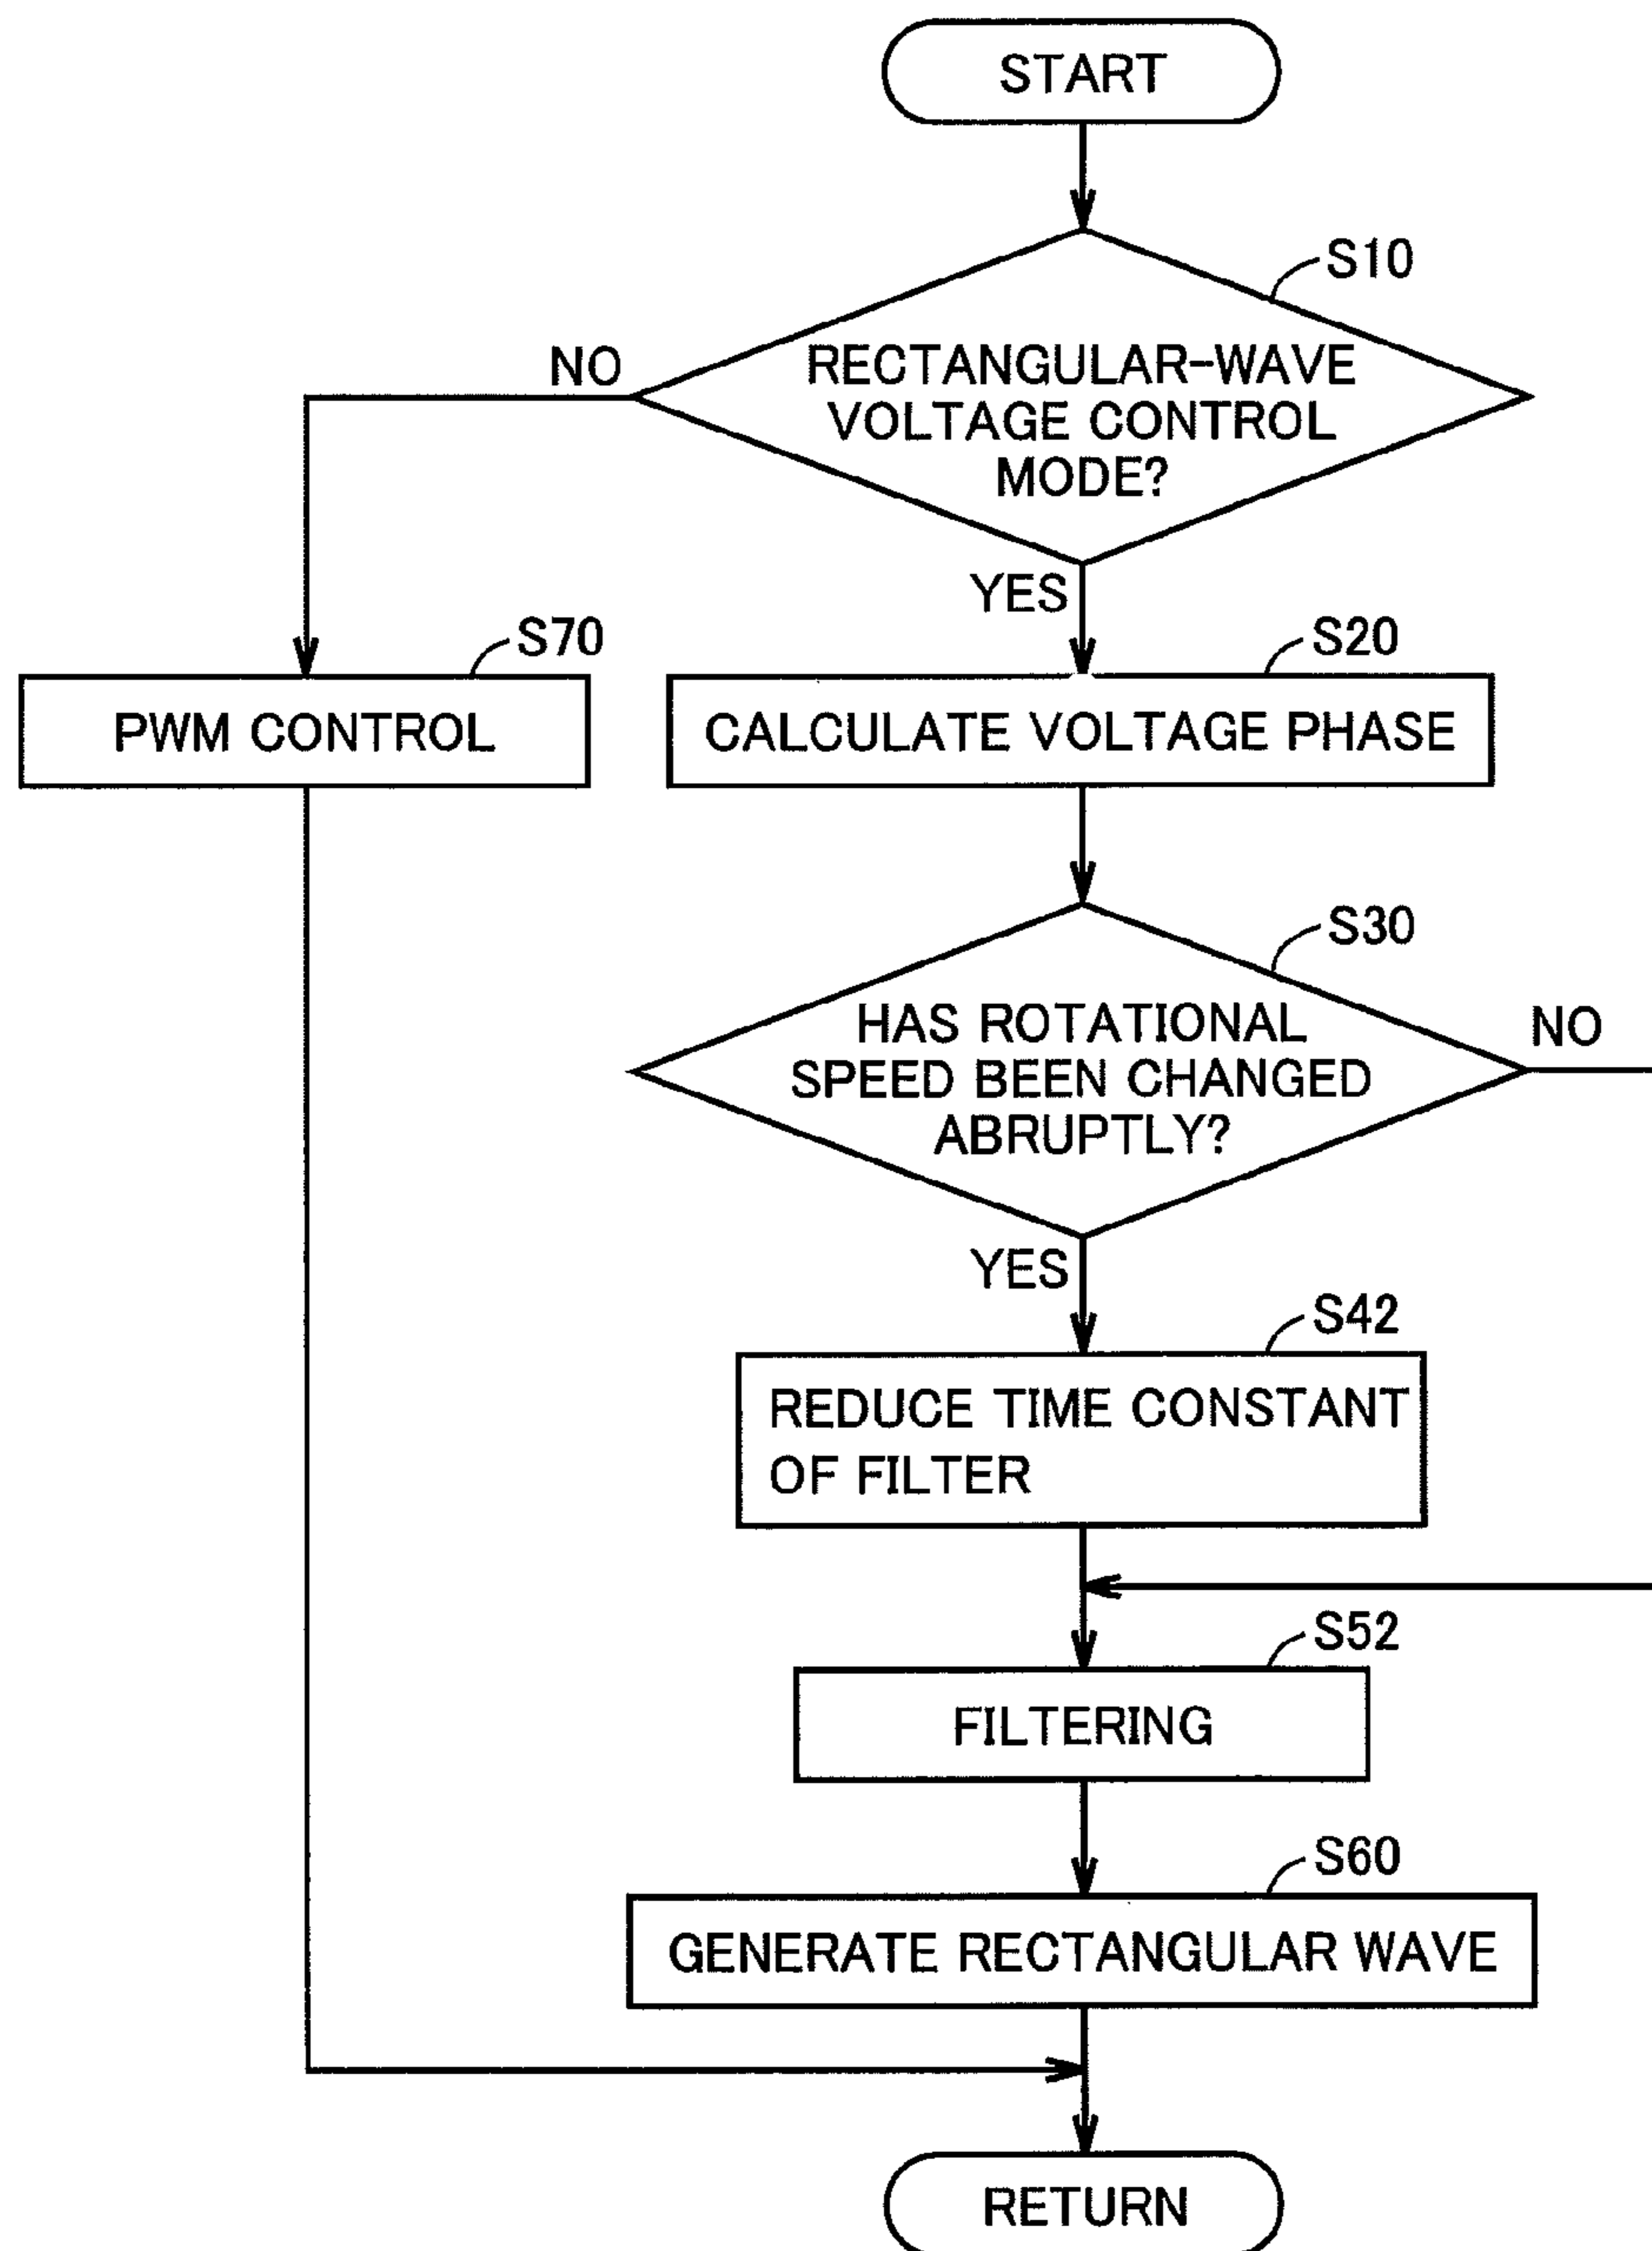 START
S10
NO
RECTANGULAR-WAVE
VOLTAGE CONTROL
MODE?
YES
S70
S20
PWM CONTROL
CALCULATE VOLTAGE PHASE
S30
HAS ROTATIONAL
SPEED BEEN CHANGED
ABRUPTLY?
NO
YES
S42
REDUCE TIME CONSTANT
OF FILTER
S52
FILTERING
S60
GENERATE RECTANGULAR WAVE
RETURN